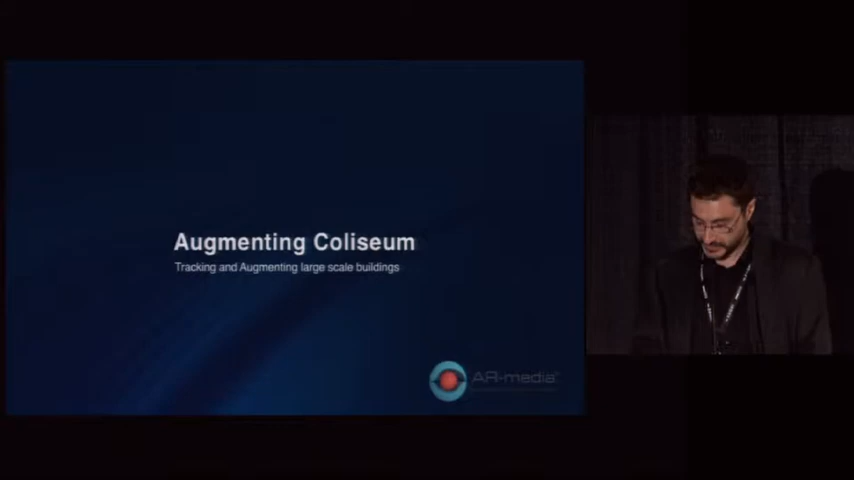 Augmenting Coliseum
Tracking and Augmenting large scale buildings
AR-media